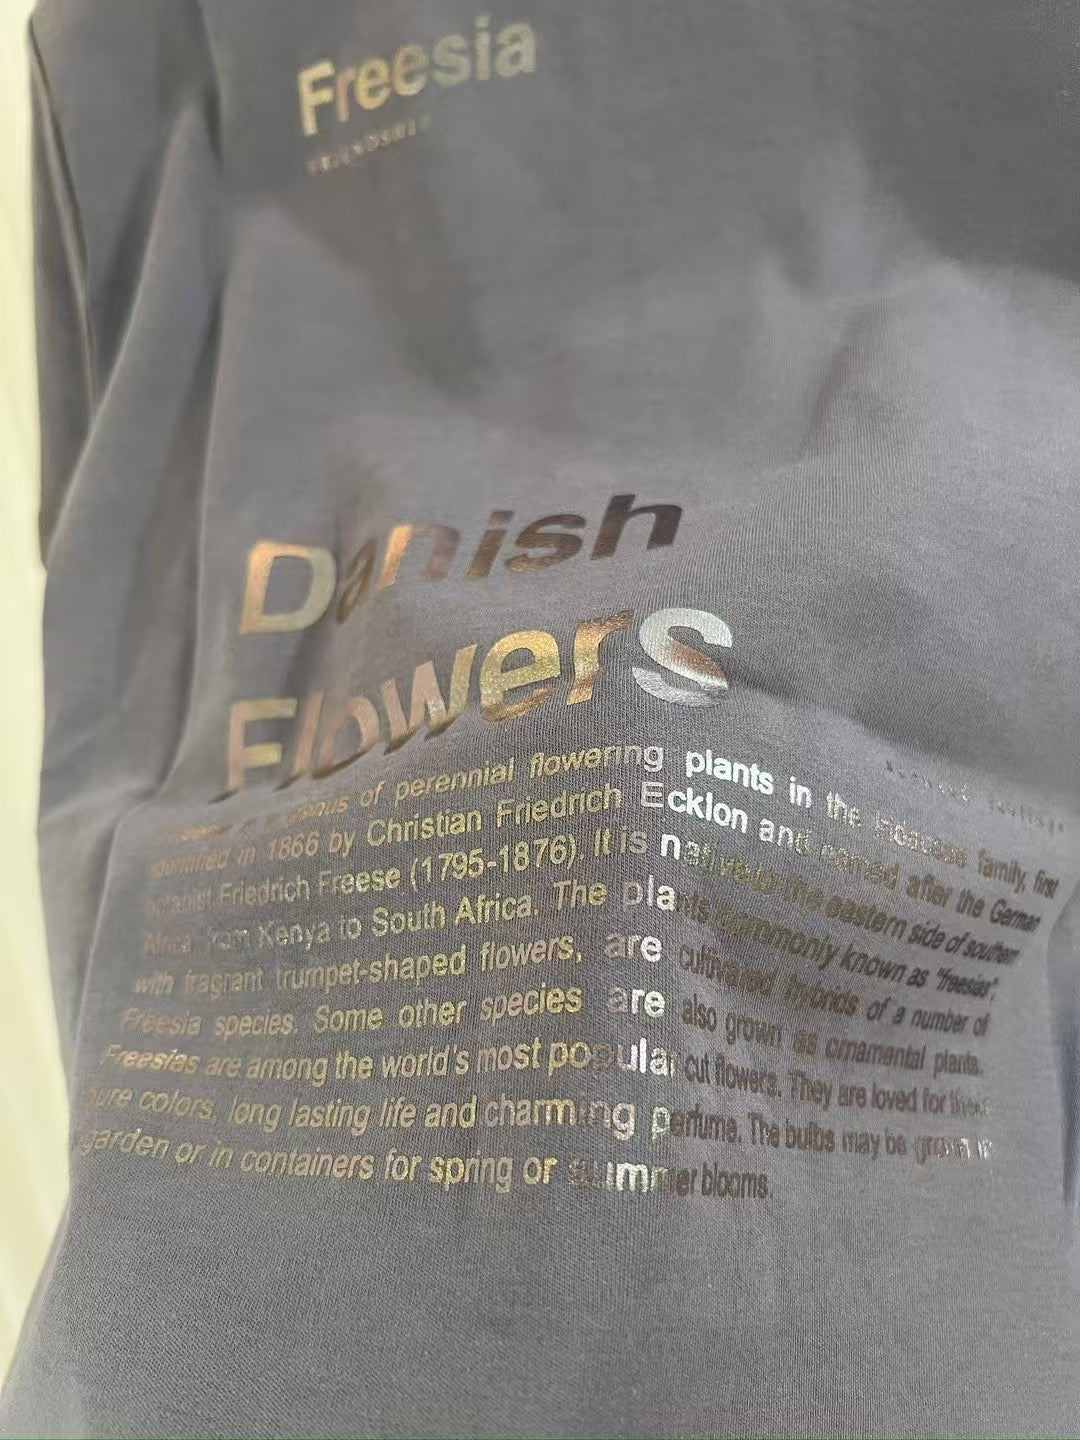 Freesia
FRIENDSHIP
Danish
Flowers
genus of perennial flowering plants in the family, first
identified in 1866 by Christian Friedrich Ecklon and named after the German
botanist Friedrich Freese (1795-1876). It is native to the eastern side of southern
Africa, from Kenya to South Africa. The plants commonly known as "freesias",
with fragrant trumpet-shaped flowers, are cultivated hybrids of a number of
Freesia species. Some other species are also grown as ornamental plants.
Freesias are among the world's most popular cut flowers. They are loved for their
pure colors, long lasting life and charming perfume. The bulbs may be grown in
garden or in containers for spring or summer blooms.